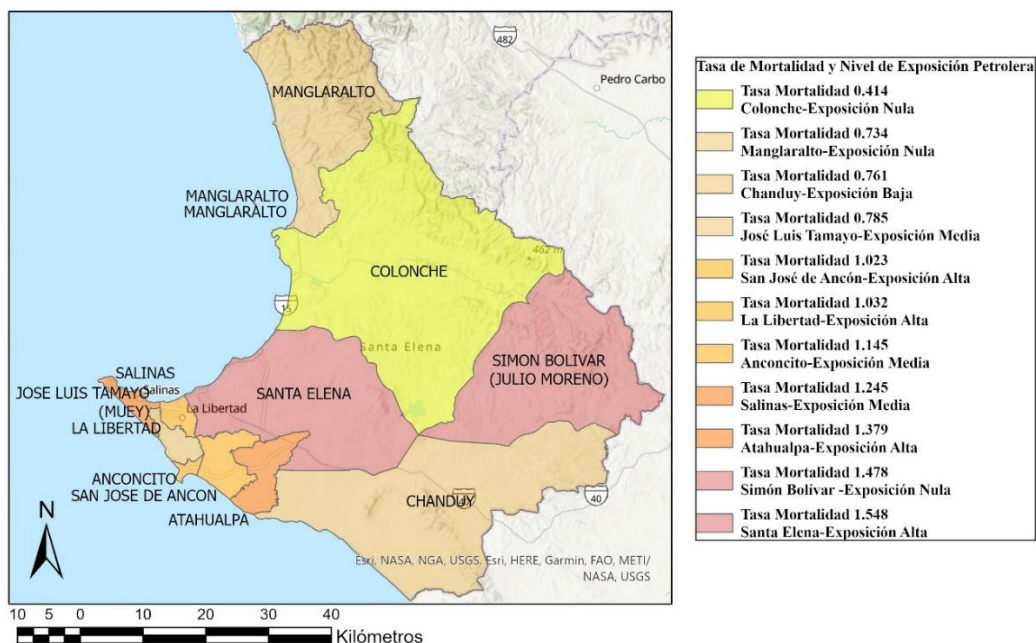 482
Pedro Carbo
MANGLARALTO
MANGLARALTO
MANGLARALTO
462 m
COLONCHE
15
Santa Elena
SIMON BOLIVAR
(JULIO MORENO)
SALINAS
Salinas
SANTA ELENA
JOSE LUIS TAMAYO
(MUEY)
La Libertad
LA LIBERTAD
ANCONCITO
SAN JOSE DE ANCON
CHANDUY
40
ATAHUALPA
N
Esri, NASA, NGA, USGS, Esri, HERE, Garmin, FAO, METI/
NASA, USGS
10 5 0 10 20 30 40
Kilómetros
Tasa de Mortalidad y Nivel de Exposición Petrolera
Tasa Mortalidad 0.414
Colonche-Exposición Nula
Tasa Mortalidad 0.734
Manglaralto-Exposición Nula
Tasa Mortalidad 0.761
Chanduy-Exposición Baja
Tasa Mortalidad 0.785
José Luis Tamayo-Exposición Media
Tasa Mortalidad 1.023
San José de Ancón-Exposición Alta
Tasa Mortalidad 1.032
La Libertad-Exposición Alta
Tasa Mortalidad 1.145
Anconcito-Exposición Media
Tasa Mortalidad 1.245
Salinas-Exposición Media
Tasa Mortalidad 1.379
Atahualpa-Exposición Alta
Tasa Mortalidad 1.478
Simón Bolívar -Exposición Nula
Tasa Mortalidad 1.548
Santa Elena-Exposición Alta